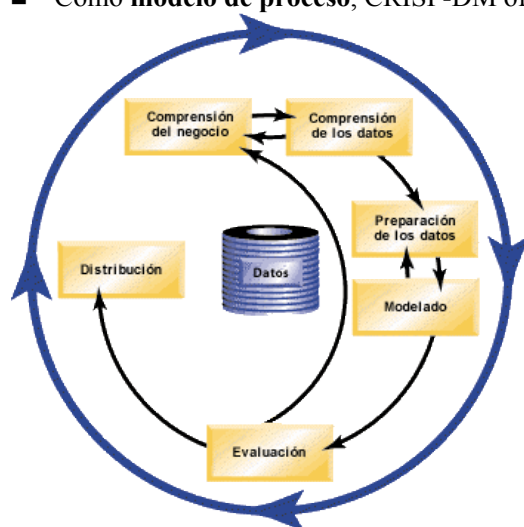 ■ Como modelo de proceso, CRISP-DM
Comprensión
del negocio
Comprensión
de los datos
Preparación
de los datos
Datos
Distribución
Modelado
Evaluación